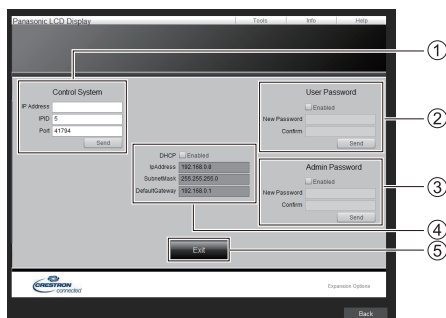 Panasonic LCD Display
Tools Info Help
Control System
IP Address
IPID 5
Port 41794
Send
User Password
Enabled
New Password
Confirm
Send
DHCP Enabled
IpAddress 192.168.0.8
SubnetMask 255.255.255.0
DefaultGateway 192.168.0.1
Admin Password
Enabled
New Password
Confirm
Send
Exit
CRESTRON
connected
Expansion Options
Back
1
2
3
4
5